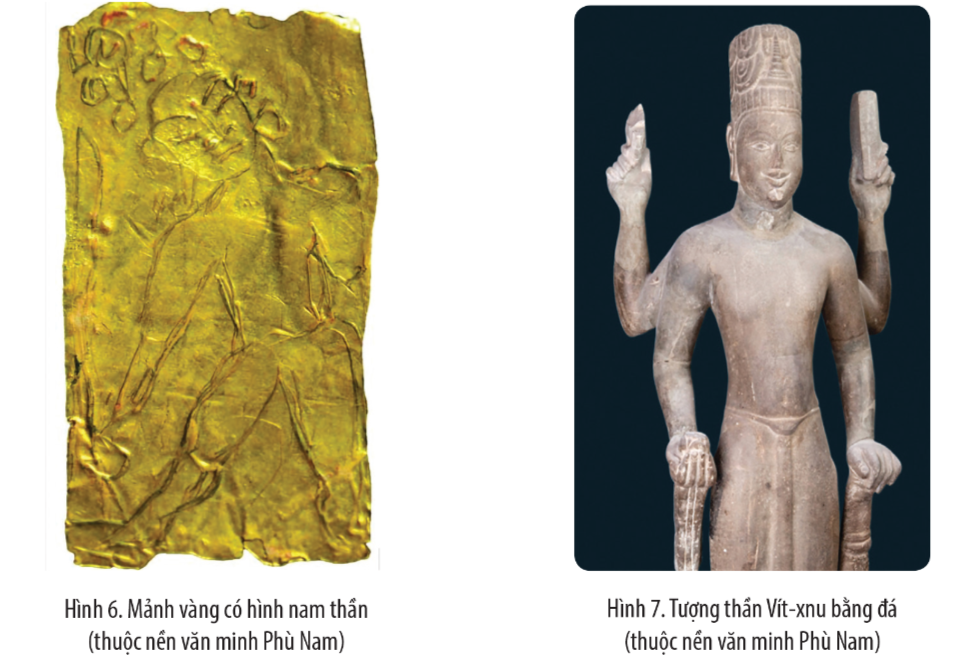 Hình 6. Mảnh vàng có hình nam thần
(thuộc nền văn minh Phù Nam)
Hình 7. Tượng thần Vít-xnu bằng đá
(thuộc nền văn minh Phù Nam)